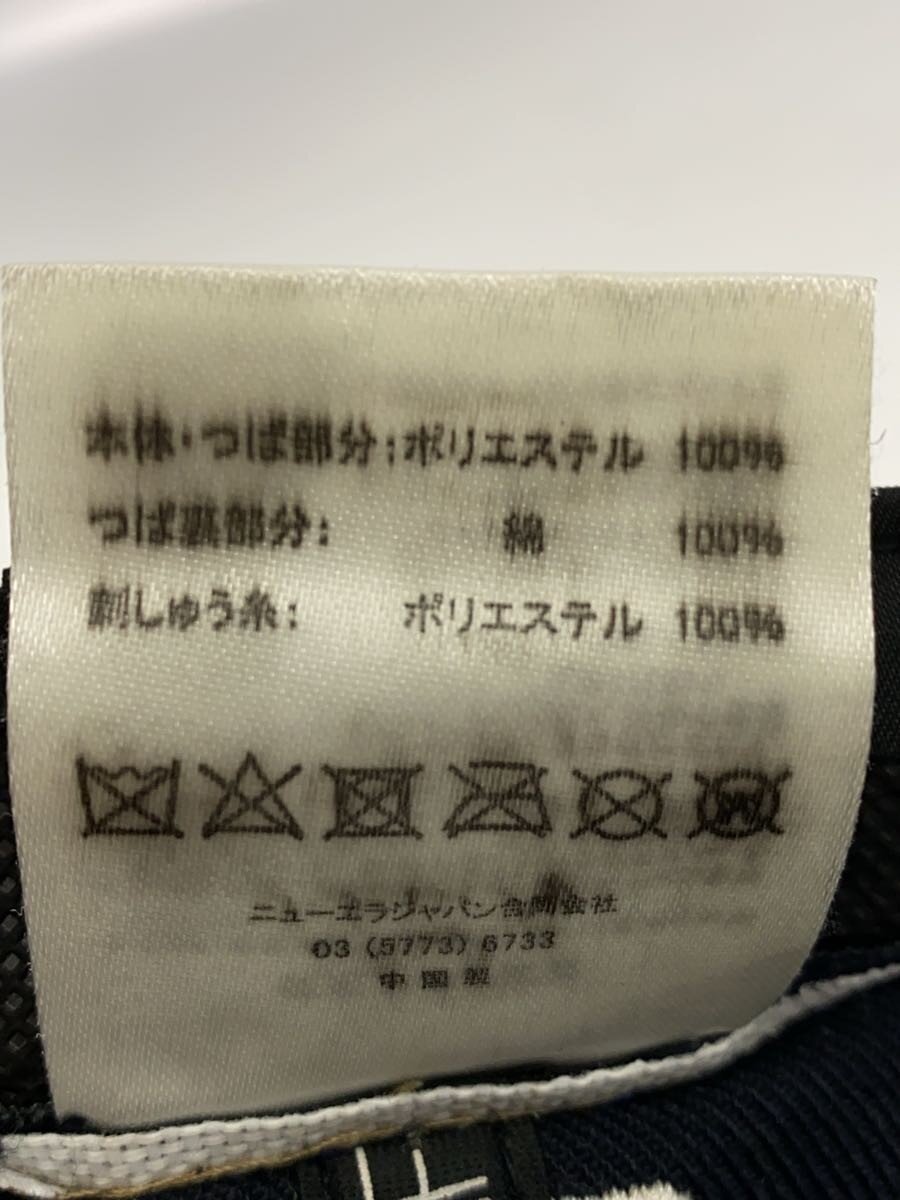 本体・つば部分:ポリエステル 100%
つば裏部分: 綿 100%
刺しゅう糸: ポリエステル 100%
ニューエラジャパン合同会社
03 (5773) 6733
中国製